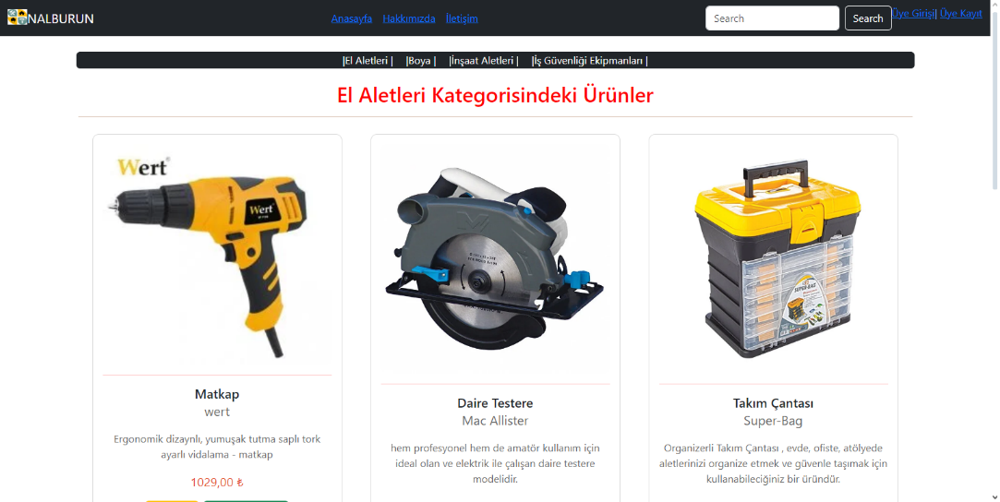 NALBURUN
Anasayfa Hakkımızda İletişim
Search
Search
Üye Girişi| Üye Kayıt
|El Aletleri | |Boya | |İnşaat Aletleri | |İş Güvenliği Ekipmanları |
El Aletleri Kategorisindeki Ürünler
Wert
Wert
SUPER-BAG
Matkap
wert
Ergonomik dizaynlı, yumuşak tutma saplı tork
ayarlı vidalama - matkap
1029,00 ₺
Daire Testere
Mac Allister
hem profesyonel hem de amatör kullanım için
ideal olan ve elektrik ile çalışan daire testere
modelidir.
Takım Çantası
Super-Bag
Organizerli Takım Çantası , evde, ofiste, atölyede
aletlerinizi organize etmek ve güvenle taşımak için
kullanabileciğiniz bir üründür.